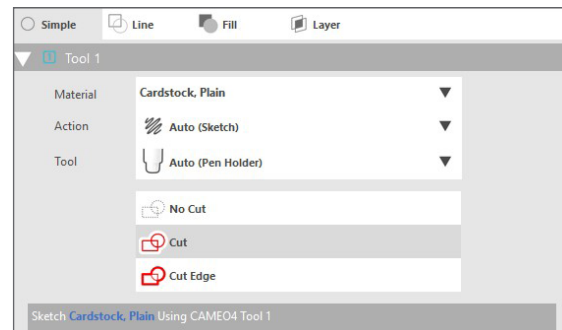 Simple Line Fill Layer
1 Tool 1
Material Cardstock, Plain
Action Auto (Sketch)
Tool Auto (Pen Holder)
No Cut
Cut
Cut Edge
Sketch Cardstock, Plain Using CAMEO4 Tool 1